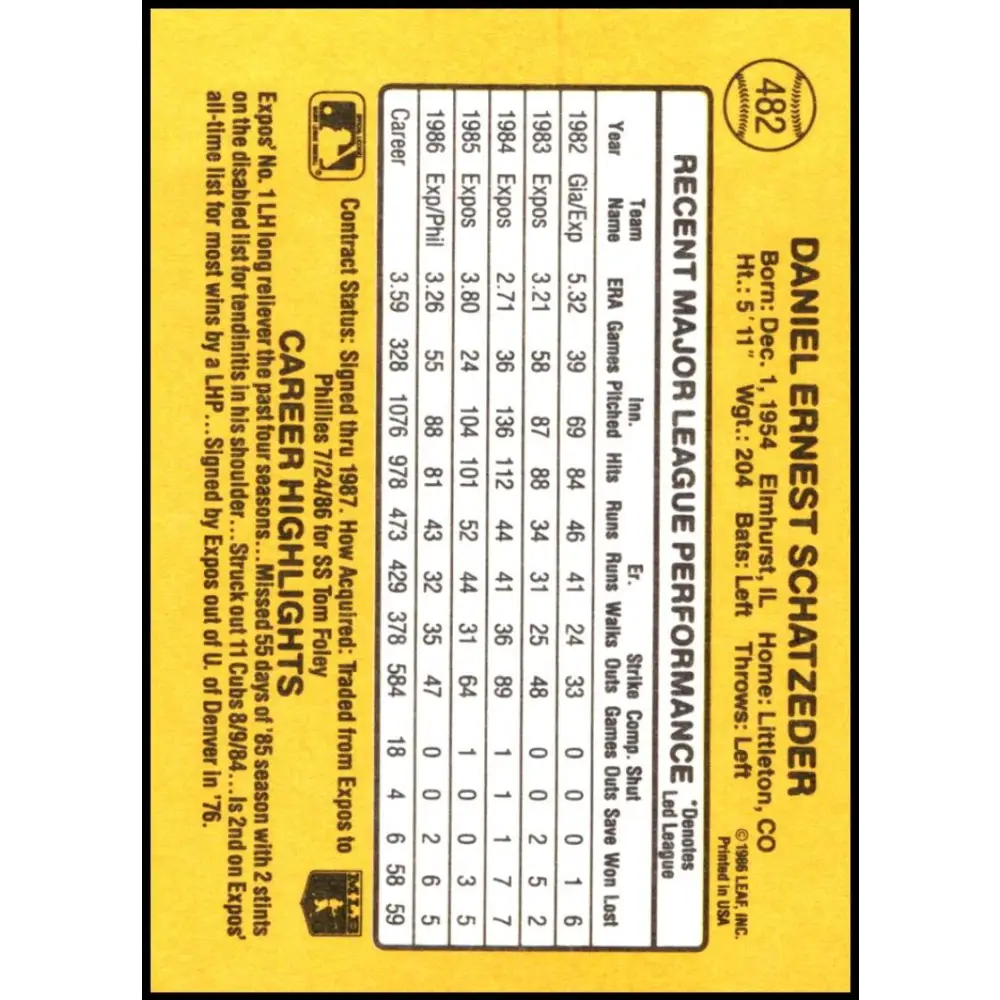 482
DANIEL ERNEST SCHATZEDER
Born: Dec. 1, 1954 Elmhurst, IL Home: Littleton, CO
Ht.: 5'11" Wgt.: 204 Bats: Left Throws: Left
©1986 LEAF, INC.
Printed in USA
RECENT MAJOR LEAGUE PERFORMANCE
*Denotes
Led League
Team Inn. Er. Strike Comp. Shut
Year Name ERA Games Pitched Hits Runs Runs Walks Outs Games Outs Save Won Lost
1982 Gia/Exp 5.32 39 69 84 46 41 24 33 0 0 0 1 6
1983 Expos 3.21 58 87 88 34 31 25 48 0 0 2 5 2
1984 Expos 2.71 36 136 112 44 41 36 89 1 1 1 7 7
1985 Expos 3.80 24 104 101 52 44 31 64 1 0 0 3 5
1986 Exp/Phil 3.26 55 88 81 43 32 35 47 0 0 2 6 5
Career 3.59 328 1076 978 473 429 378 584 18 4 6 58 59
Contract Status: Signed thru 1987. How Acquired: Traded from Expos to
Phillies 7/24/86 for SS Tom Foley
MLB
CAREER HIGHLIGHTS
Expos' No. 1 LH long reliever the past four seasons...Missed 55 days of '85 season with 2 stints
on the disabled list for tendinitis in his shoulder...Struck out 11 Cubs 8/9/84...Is 2nd on Expos'
all-time list for most wins by a LHP...Signed by Expos out of U. of Denver in '76.